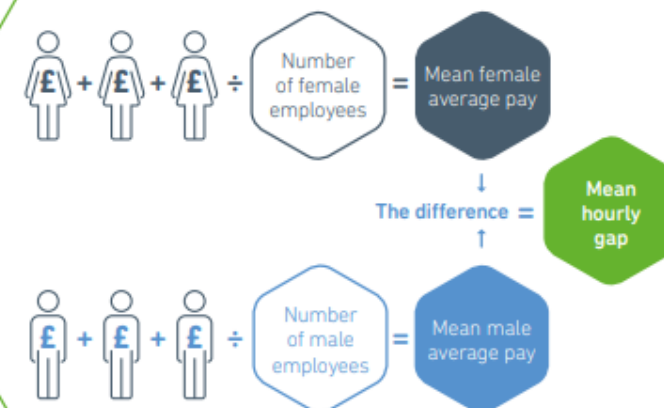 £ + £ + £ ÷
Number
of female
employees
=
Mean female
average pay
↓
The difference =
↑
Mean
hourly
gap
£ + £ + £ ÷
Number
of male
employees
=
Mean male
average pay